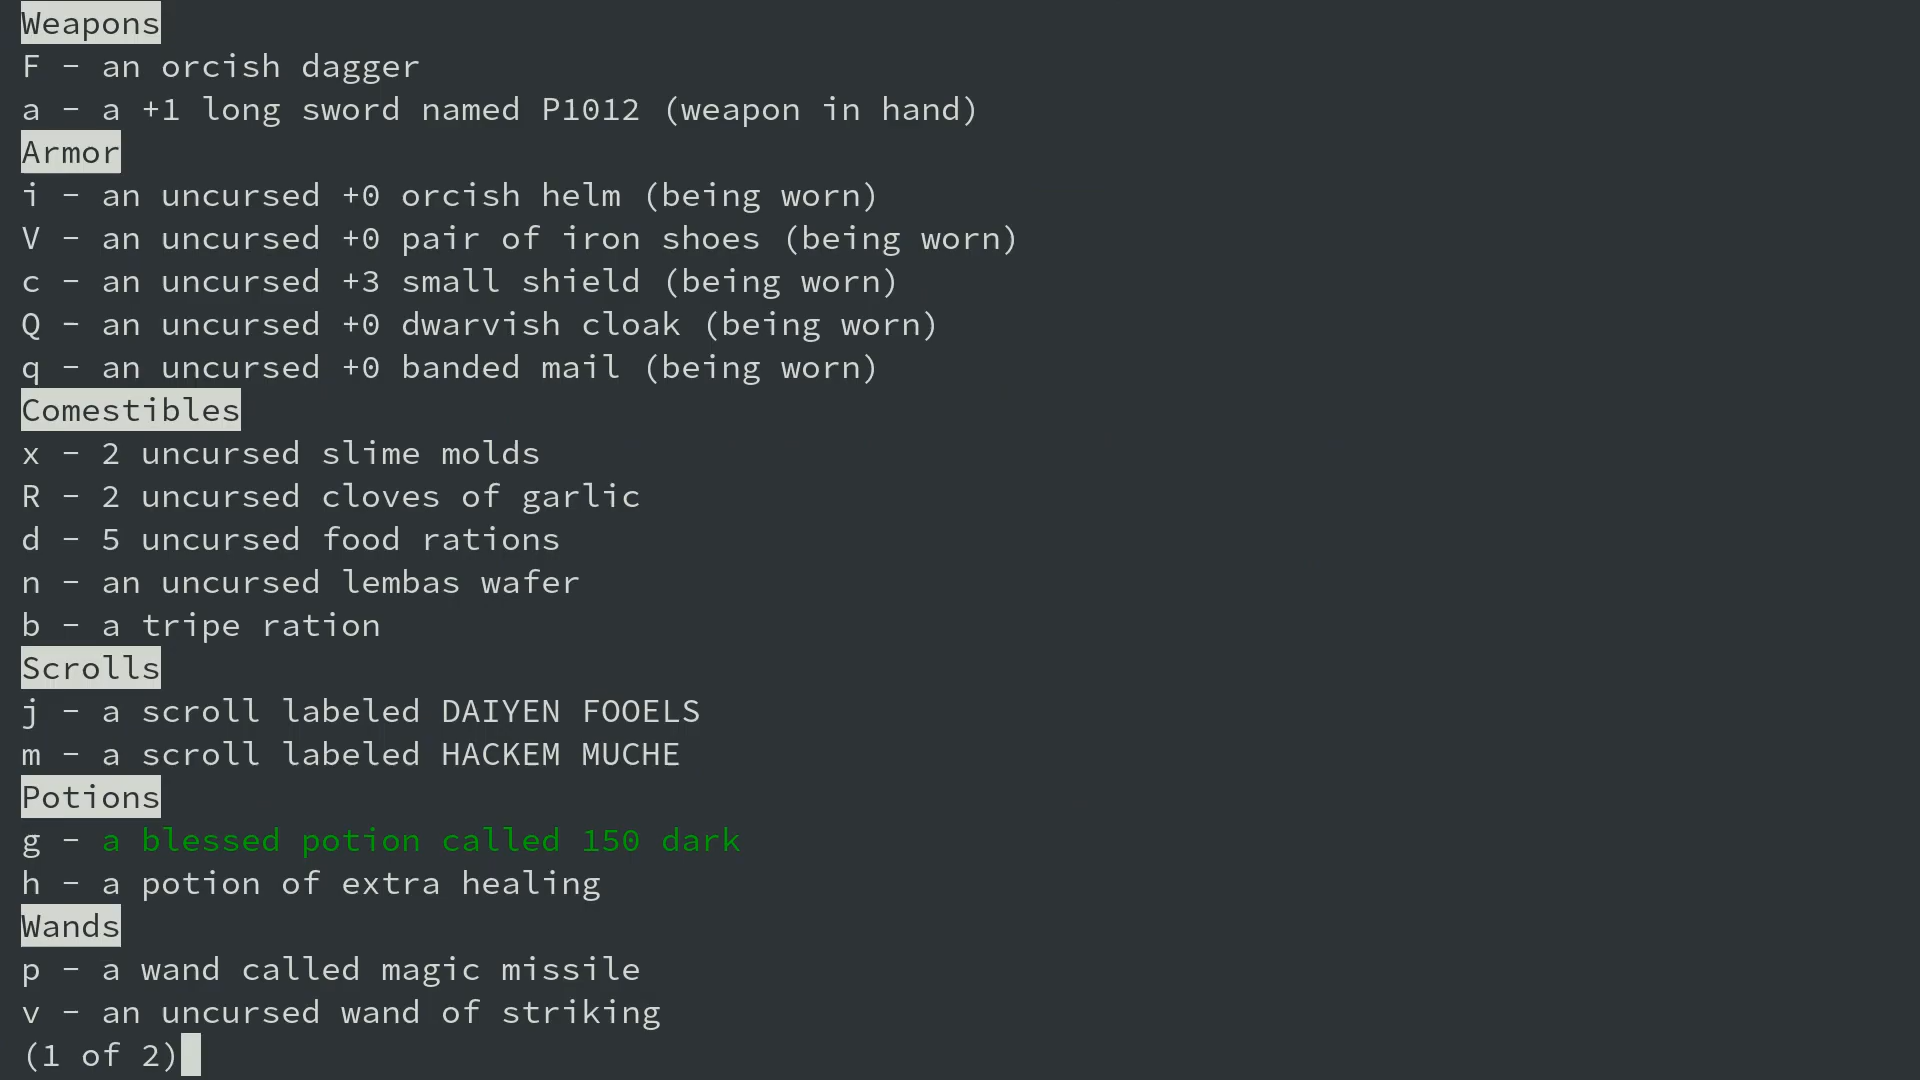 Weapons
F - an orcish dagger
a - a +1 long sword named P1012 (weapon in hand)
Armor
i - an uncursed +0 orcish helm (being worn)
V - an uncursed +0 pair of iron shoes (being worn)
c - an uncursed +3 small shield (being worn)
Q - an uncursed +0 dwarvish cloak (being worn)
q - an uncursed +0 banded mail (being worn)
Comestibles
x - 2 uncursed slime molds
R - 2 uncursed cloves of garlic
d - 5 uncursed food rations
n - an uncursed lembas wafer
b - a tripe ration
Scrolls
j - a scroll labeled DAIYEN FOOELS
m - a scroll labeled HACKEM MUCHE
Potions
g - a blessed potion called 150 dark
h - a potion of extra healing
Wands
p - a wand called magic missile
v - an uncursed wand of striking
(1 of 2)